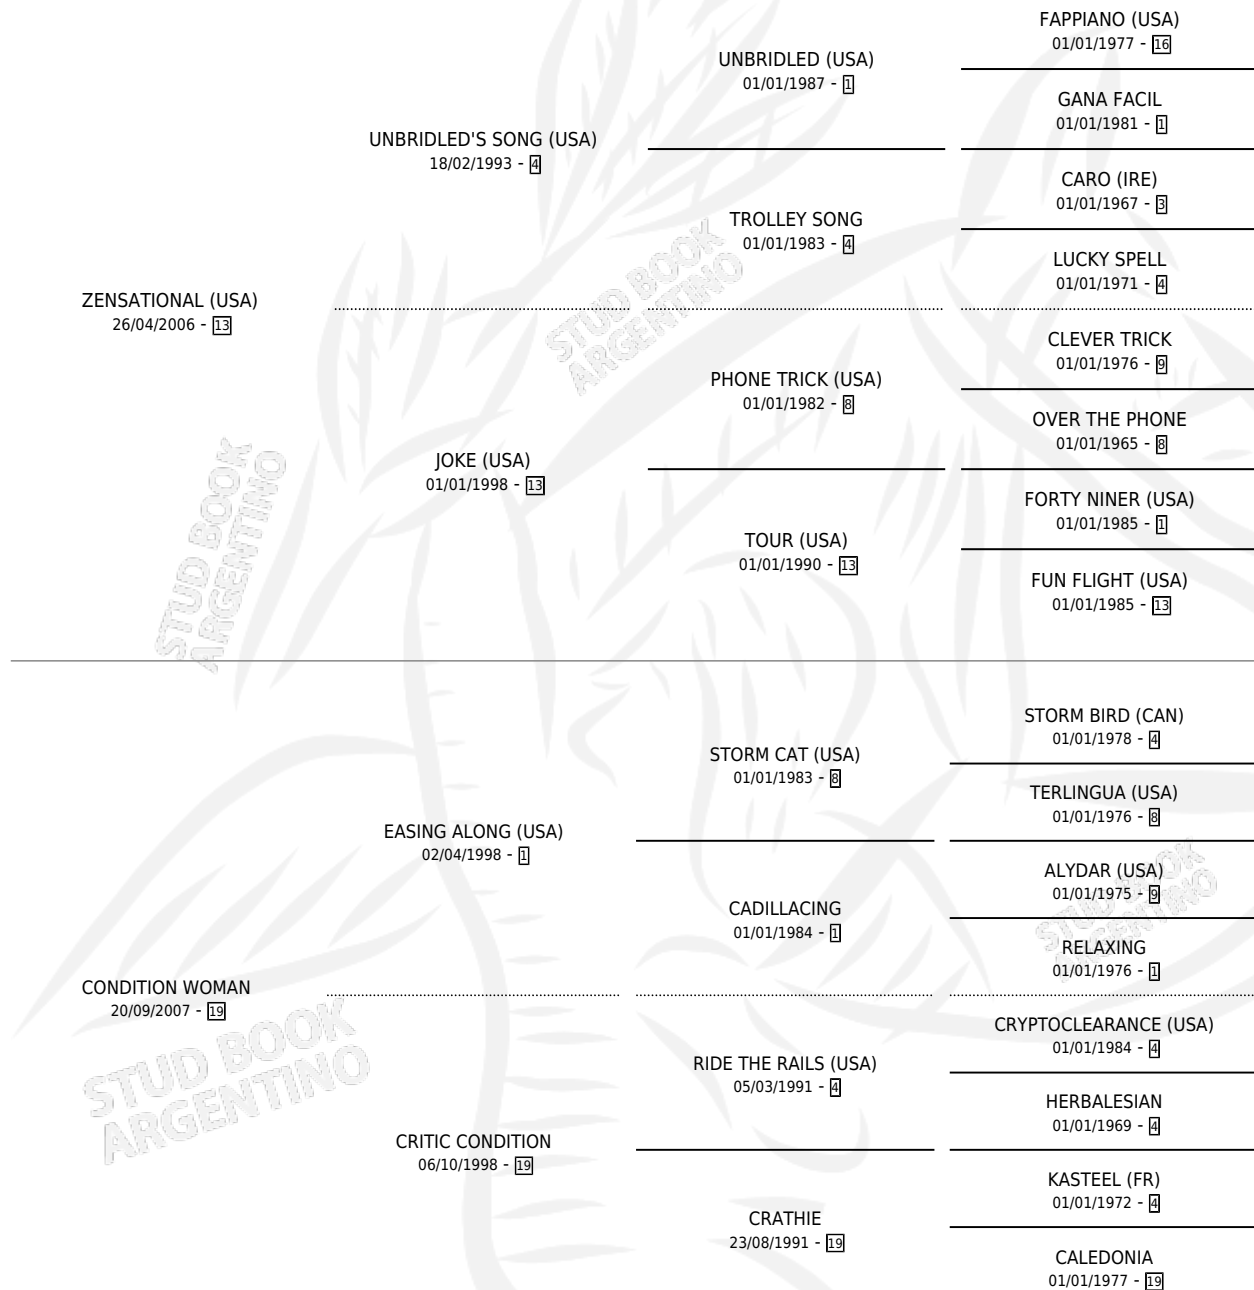 FAPPIANO (USA)
01/01/1977 - 16
UNBRIDLED (USA)
01/01/1987 - 1
GANA FACIL
01/01/1981 - 1
UNBRIDLED'S SONG (USA)
18/02/1993 - 4
CARO (IRE)
01/01/1967 - 3
TROLLEY SONG
01/01/1983 - 4
LUCKY SPELL
01/01/1971 - 4
ZENSATIONAL (USA)
26/04/2006 - 13
CLEVER TRICK
01/01/1976 - 9
PHONE TRICK (USA)
01/01/1982 - 8
OVER THE PHONE
01/01/1965 - 8
JOKE (USA)
01/01/1998 - 13
FORTY NINER (USA)
01/01/1985 - 1
TOUR (USA)
01/01/1990 - 13
FUN FLIGHT (USA)
01/01/1985 - 13
STORM BIRD (CAN)
01/01/1978 - 4
STORM CAT (USA)
01/01/1983 - 8
TERLINGUA (USA)
01/01/1976 - 8
EASING ALONG (USA)
02/04/1998 - 1
ALYDAR (USA)
01/01/1975 - 9
CADILLACING
01/01/1984 - 1
RELAXING
01/01/1976 - 1
CONDITION WOMAN
20/09/2007 - 19
CRYPTOCLEARANCE (USA)
01/01/1984 - 4
RIDE THE RAILS (USA)
05/03/1991 - 4
HERBALESIAN
01/01/1969 - 4
CRITIC CONDITION
06/10/1998 - 19
KASTEEL (FR)
01/01/1972 - 4
CRATHIE
23/08/1991 - 19
CALEDONIA
01/01/1977 - 19
STUD BOOK
ARGENTINO
STUD BOOK
ARGENTINO
STUD BOOK
ARGENTINO
STUD BOOK
ARGENTINO